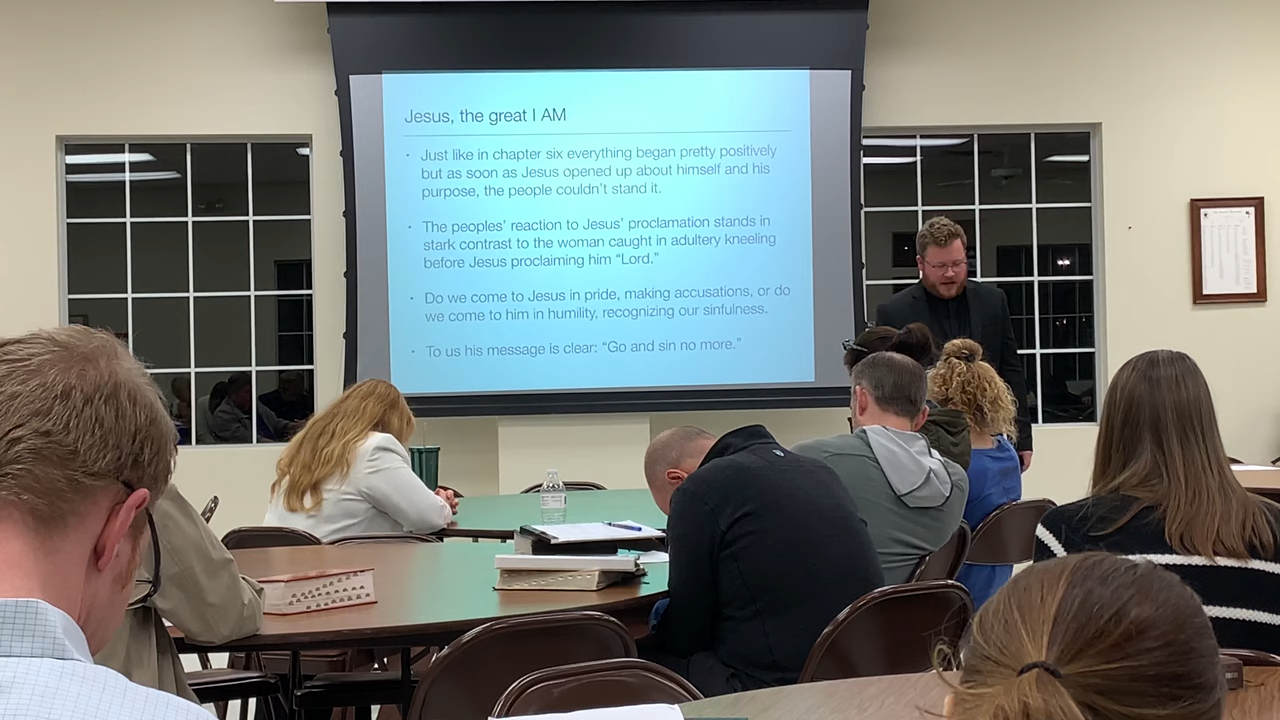 Jesus, the great I AM
· Just like in chapter six everything began pretty positively
but as soon as Jesus opened up about himself and his
purpose, the people couldn't stand it.
· The peoples' reaction to Jesus' proclamation stands in
stark contrast to the woman caught in adultery kneeling
before Jesus proclaiming him “Lord.”
· Do we come to Jesus in pride, making accusations, or do
we come to him in humility, recognizing our sinfulness.
· To us his message is clear: “Go and sin no more.”